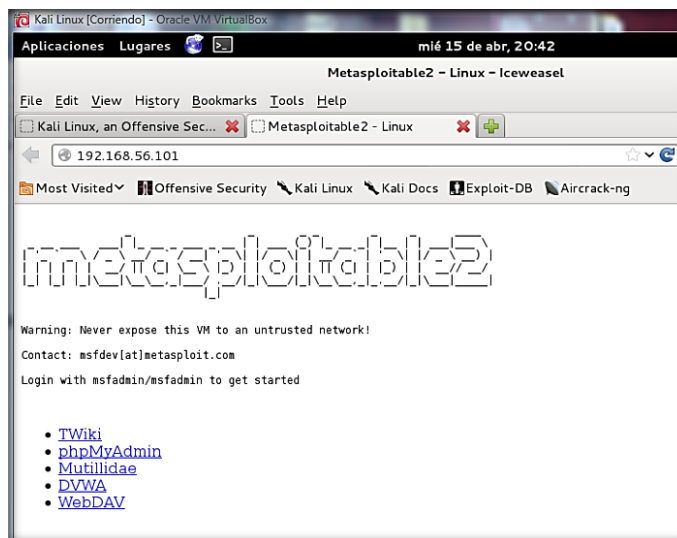 Kali Linux [Corriendo] - Oracle VM VirtualBox
Aplicaciones Lugares mié 15 de abr, 20:42
Metasploitable2 - Linux - Iceweasel
File Edit View History Bookmarks Tools Help
Kali Linux, an Offensive Sec... Metasploitable2 - Linux
192.168.56.101
Most Visited Offensive Security Kali Linux Kali Docs Exploit-DB Aircrack-ng
metasploitable2
Warning: Never expose this VM to an untrusted network!
Contact: msfdev[at]metasploit.com
Login with msfadmin/msfadmin to get started
• TWiki
• phpMyAdmin
• Mutillidae
• DVWA
• WebDAV